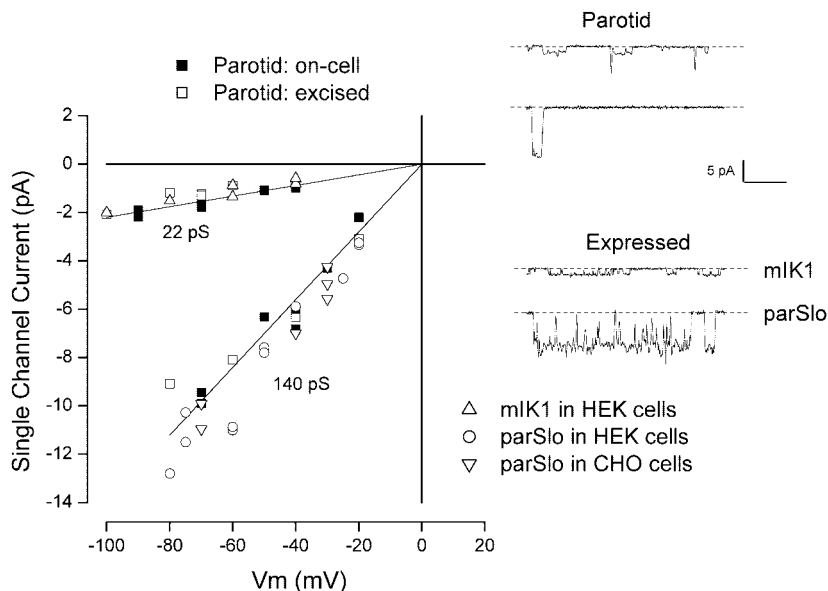 Parotid: on-cell
Parotid: excised
2
0
-2
-4
-6
-8
-10
-12
-14
Single Channel Current (pA)
22 pS
140 pS
-100
-80
-60
-40
-20
0
20
Vm (mV)
Parotid
5 pA
Expressed
mIK1
parSlo
mIK1 in HEK cells
parSlo in HEK cells
parSlo in CHO cells